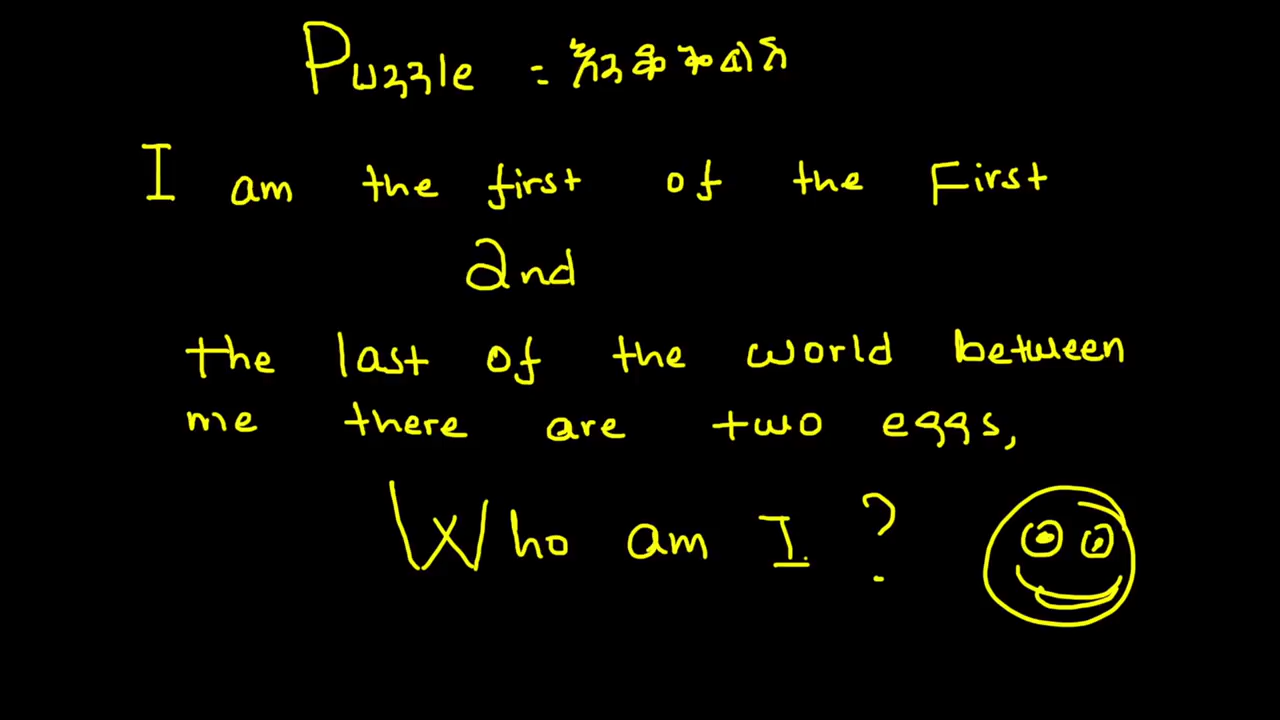 Puzzle = እንቆቅልሽ
I am the first of the First
and
the last of the world between
me there are two eggs,
Who am I ?